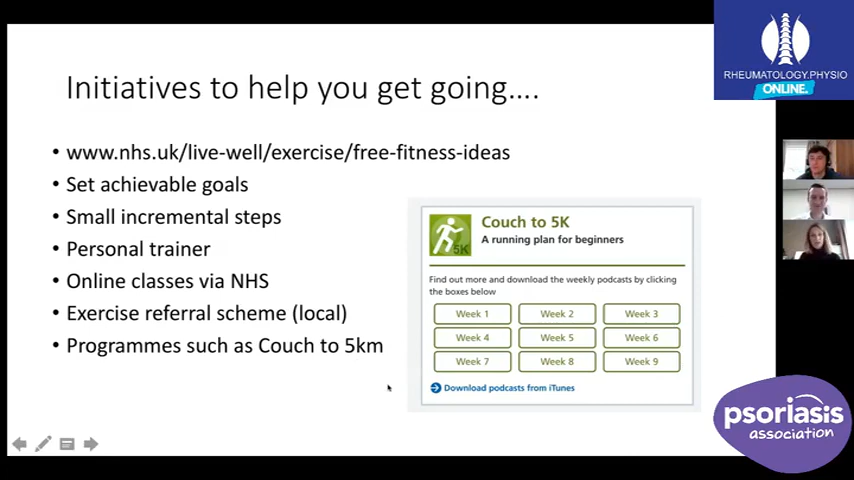 Initiatives to help you get going....
• www.nhs.uk/live-well/exercise/free-fitness-ideas
• Set achievable goals
• Small incremental steps
• Personal trainer
• Online classes via NHS
• Exercise referral scheme (local)
• Programmes such as Couch to 5km
5K
Couch to 5K
A running plan for beginners
Find out more and download the weekly podcasts by clicking
the boxes below
Week 1 Week 2 Week 3
Week 4 Week 5 Week 6
Week 7 Week 8 Week 9
Download podcasts from iTunes
RHEUMATOLOGY.PHYSIO
ONLINE.
psoriasis
association